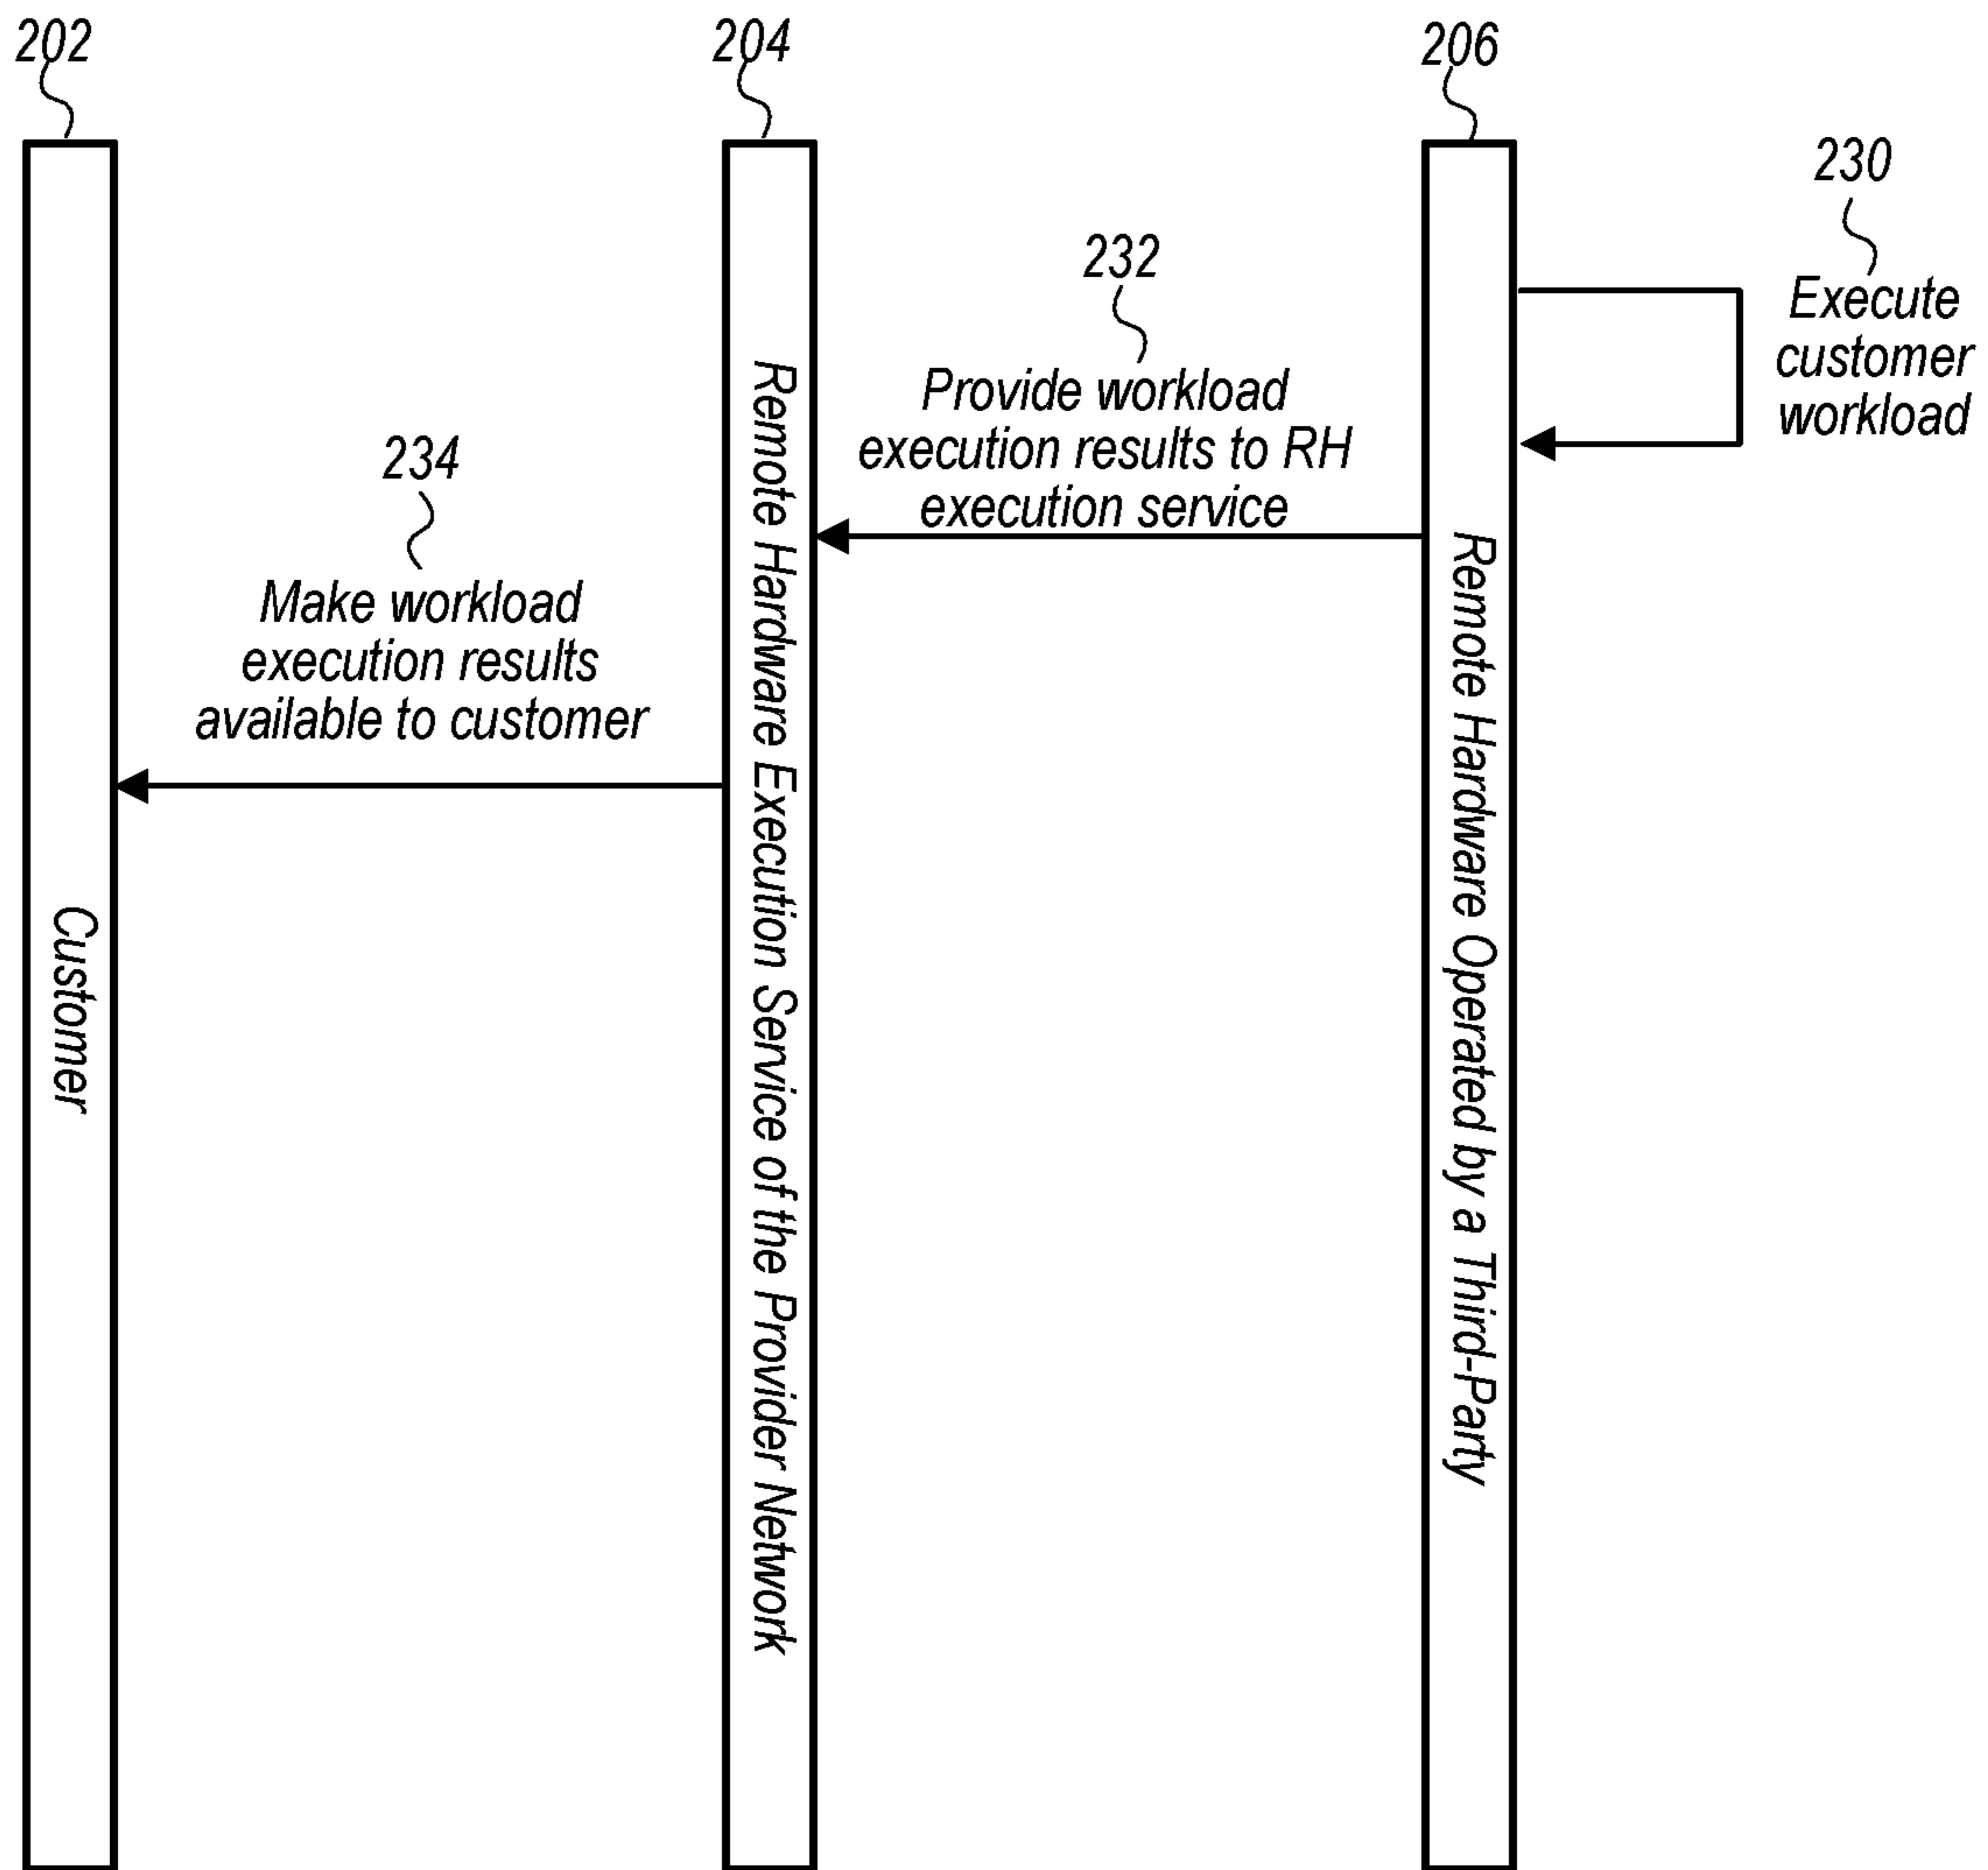 202
204
206
230
Execute
customer
workload
232
Provide workload
execution results to RH
execution service
234
Make workload
execution results
available to customer
Customer
Remote Hardware Execution Service of the Provider Network
Remote Hardware Operated by a Third-Party